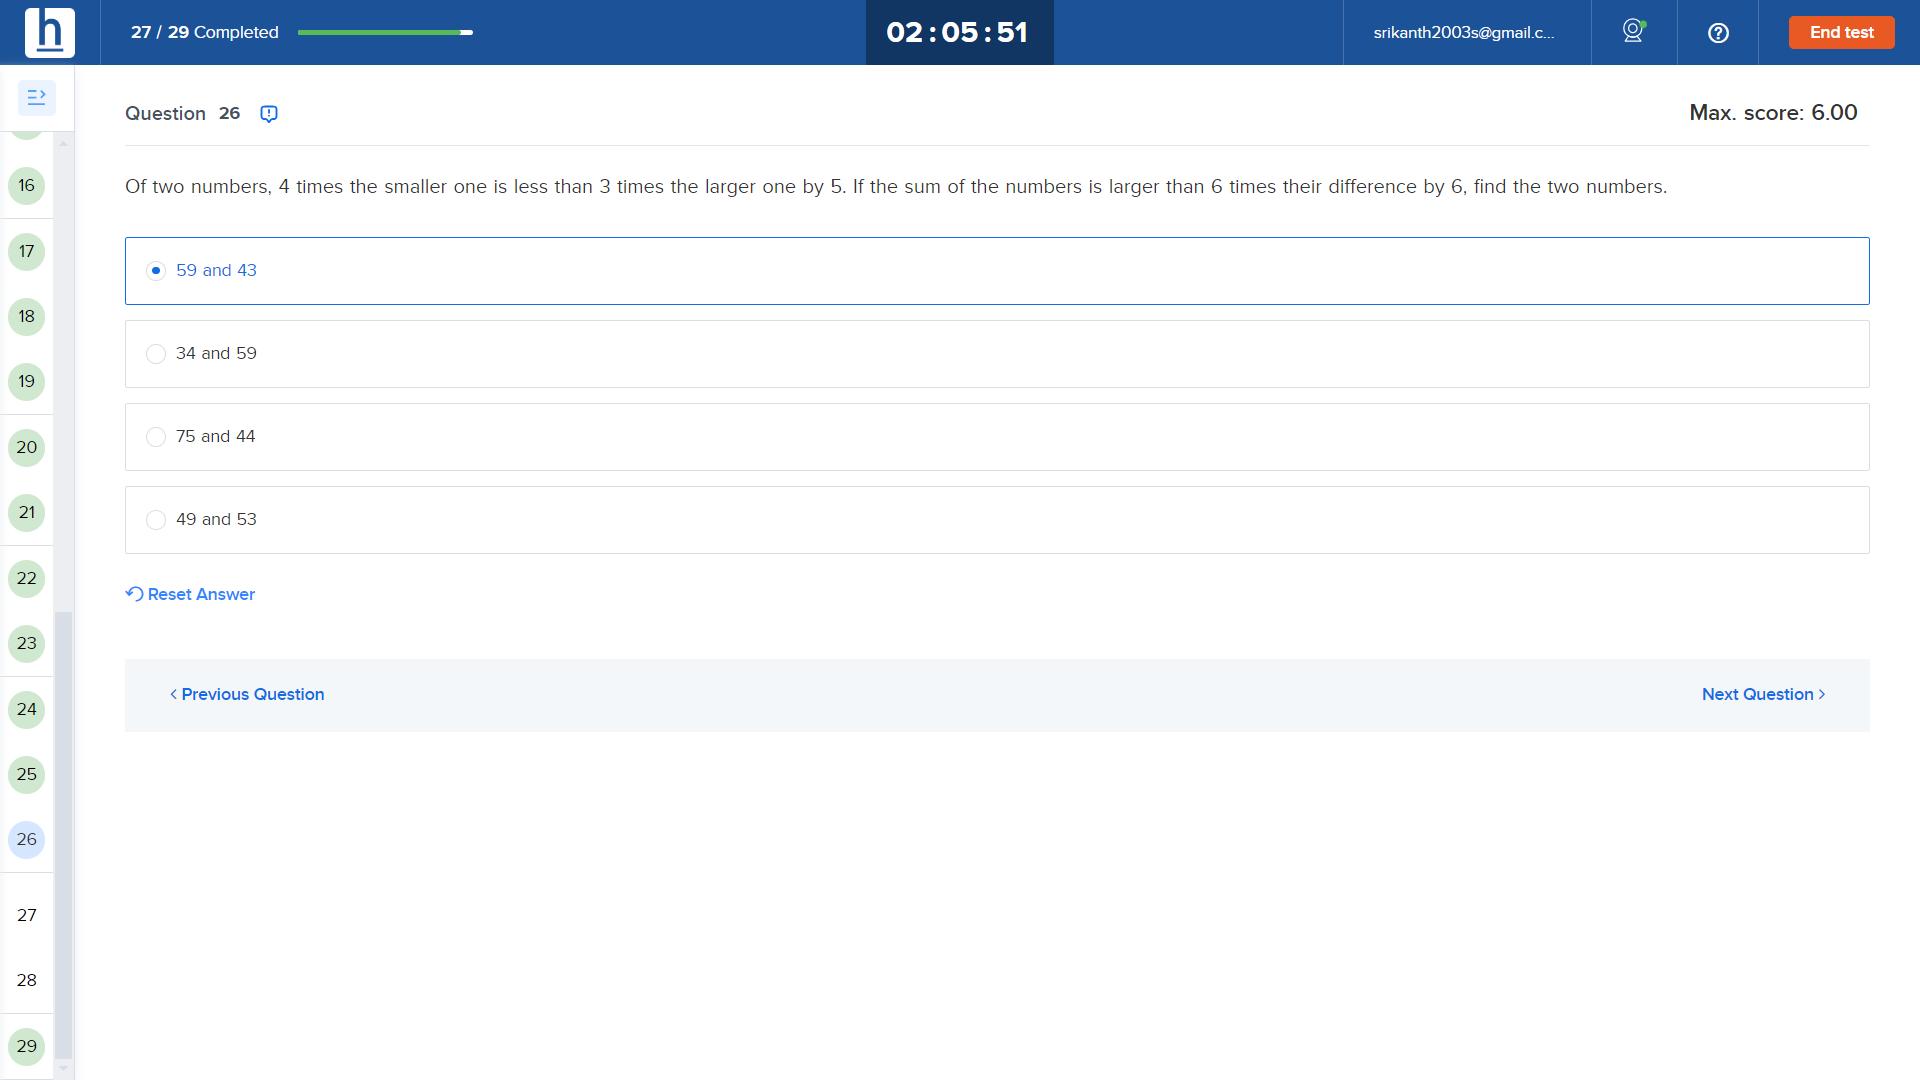 h
27 / 29 Completed
02 : 05 : 51
srikanth2003s@gmail.c...
End test
Question 26
Max. score: 6.00
Of two numbers, 4 times the smaller one is less than 3 times the larger one by 5. If the sum of the numbers is larger than 6 times their difference by 6, find the two numbers.
59 and 43
34 and 59
75 and 44
49 and 53
Reset Answer
Previous Question
Next Question
16
17
18
19
20
21
22
23
24
25
26
27
28
29